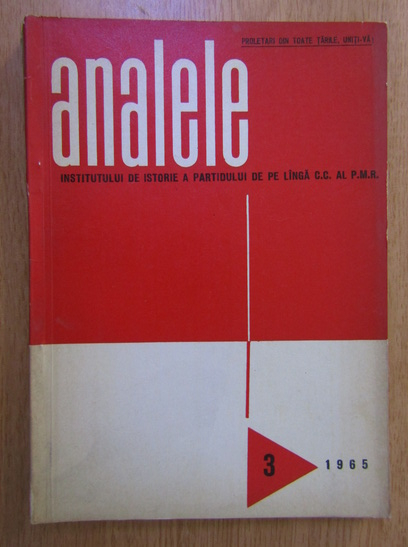 PROLETARI DIN TOATE ȚĂRILE, UNIȚI-VĂ!
analele
INSTITUTULUI DE ISTORIE A PARTIDULUI DE PE LÎNGĂ C.C. AL P.M.R.
3 1965